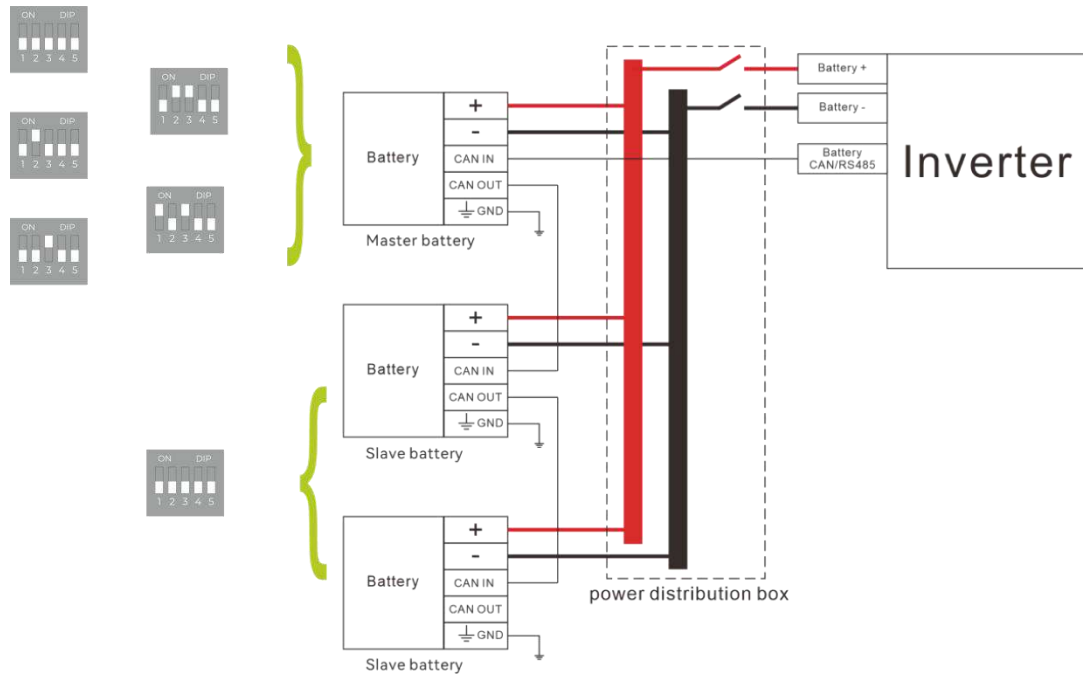 ON DIP
1 2 3 4 5
ON DIP
1 2 3 4 5
ON DIP
1 2 3 4 5
ON DIP
1 2 3 4 5
ON DIP
1 2 3 4 5
ON DIP
1 2 3 4 5
Battery
+
-
CAN IN
CAN OUT
GND
Master battery
Battery
+
-
CAN IN
CAN OUT
GND
Slave battery
Battery
+
-
CAN IN
CAN OUT
GND
Slave battery
power distribution box
Battery +
Battery -
Battery
CAN/RS485
Inverter